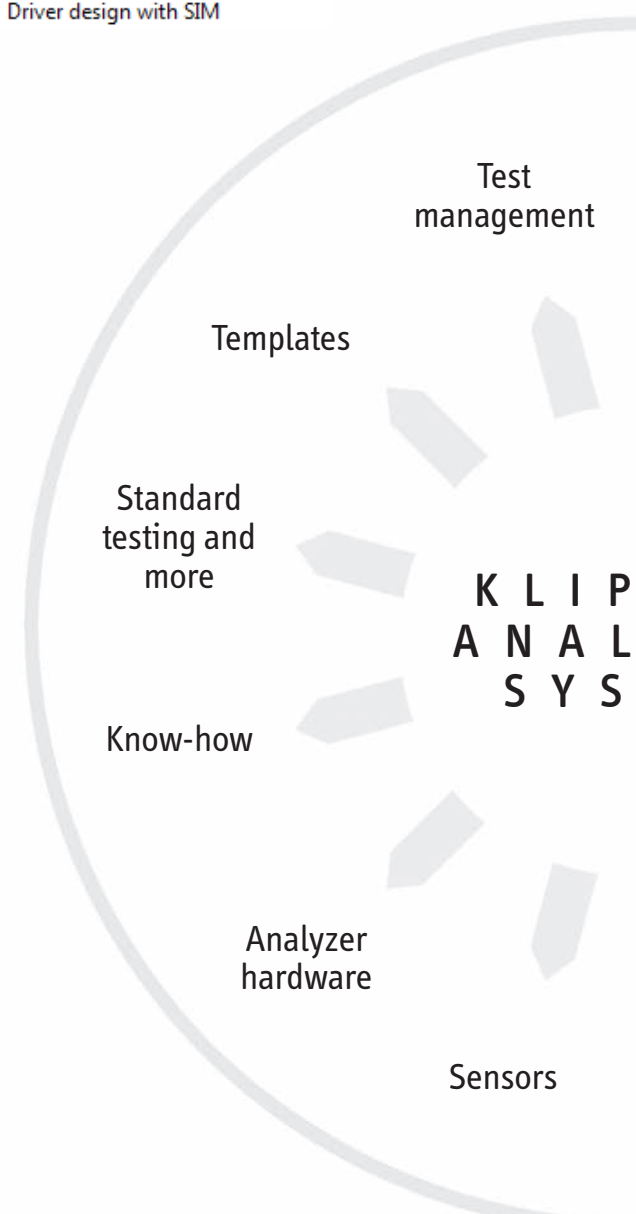 Driver design with SIM
Test
management
Templates
Standard
testing and
more
K L I P
A N A L
S Y S
Know-how
Analyzer
hardware
Sensors